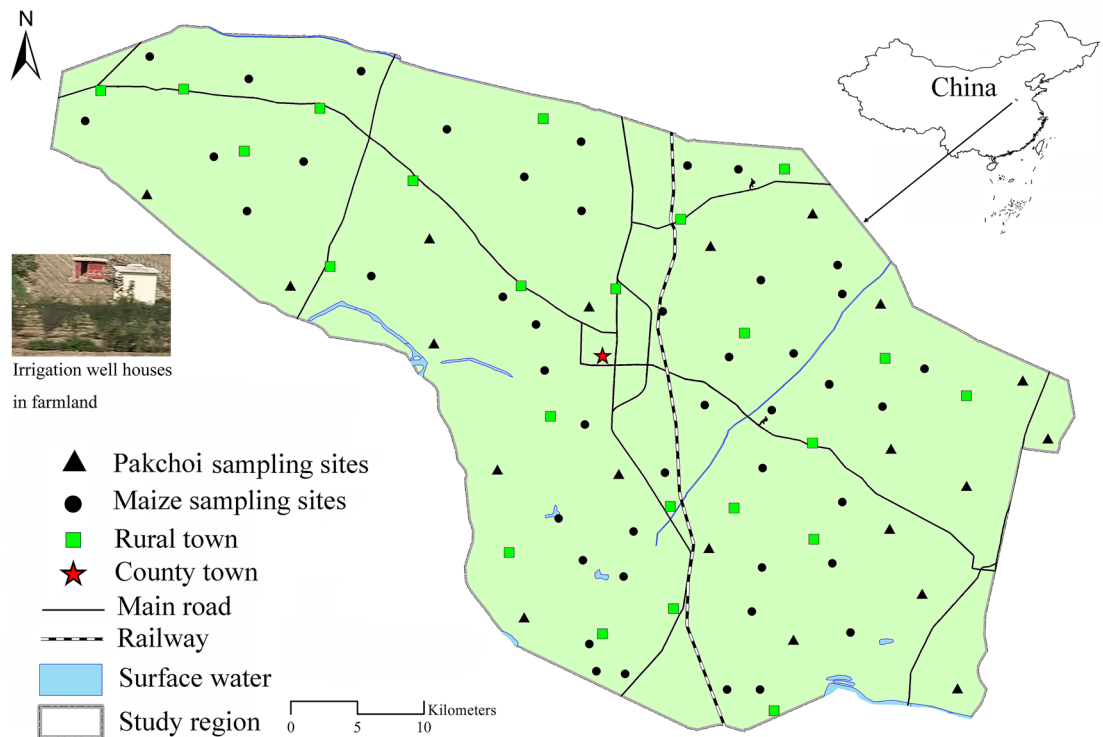 N
China
Irrigation well houses
in farmland
Pakchoi sampling sites
Maize sampling sites
Rural town
County town
Main road
Railway
Surface water
Study region
Kilometers
0 5 10